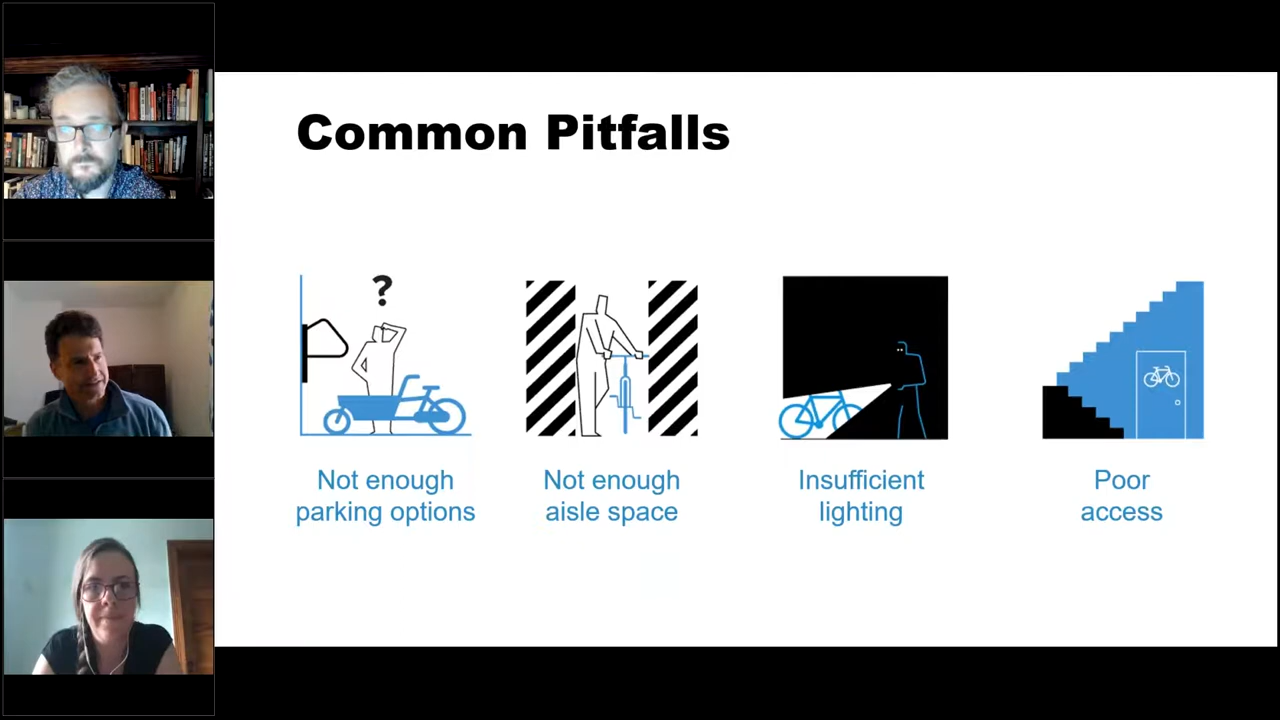 Common Pitfalls
?
Not enough
parking options
Not enough
aisle space
Insufficient
lighting
Poor
access